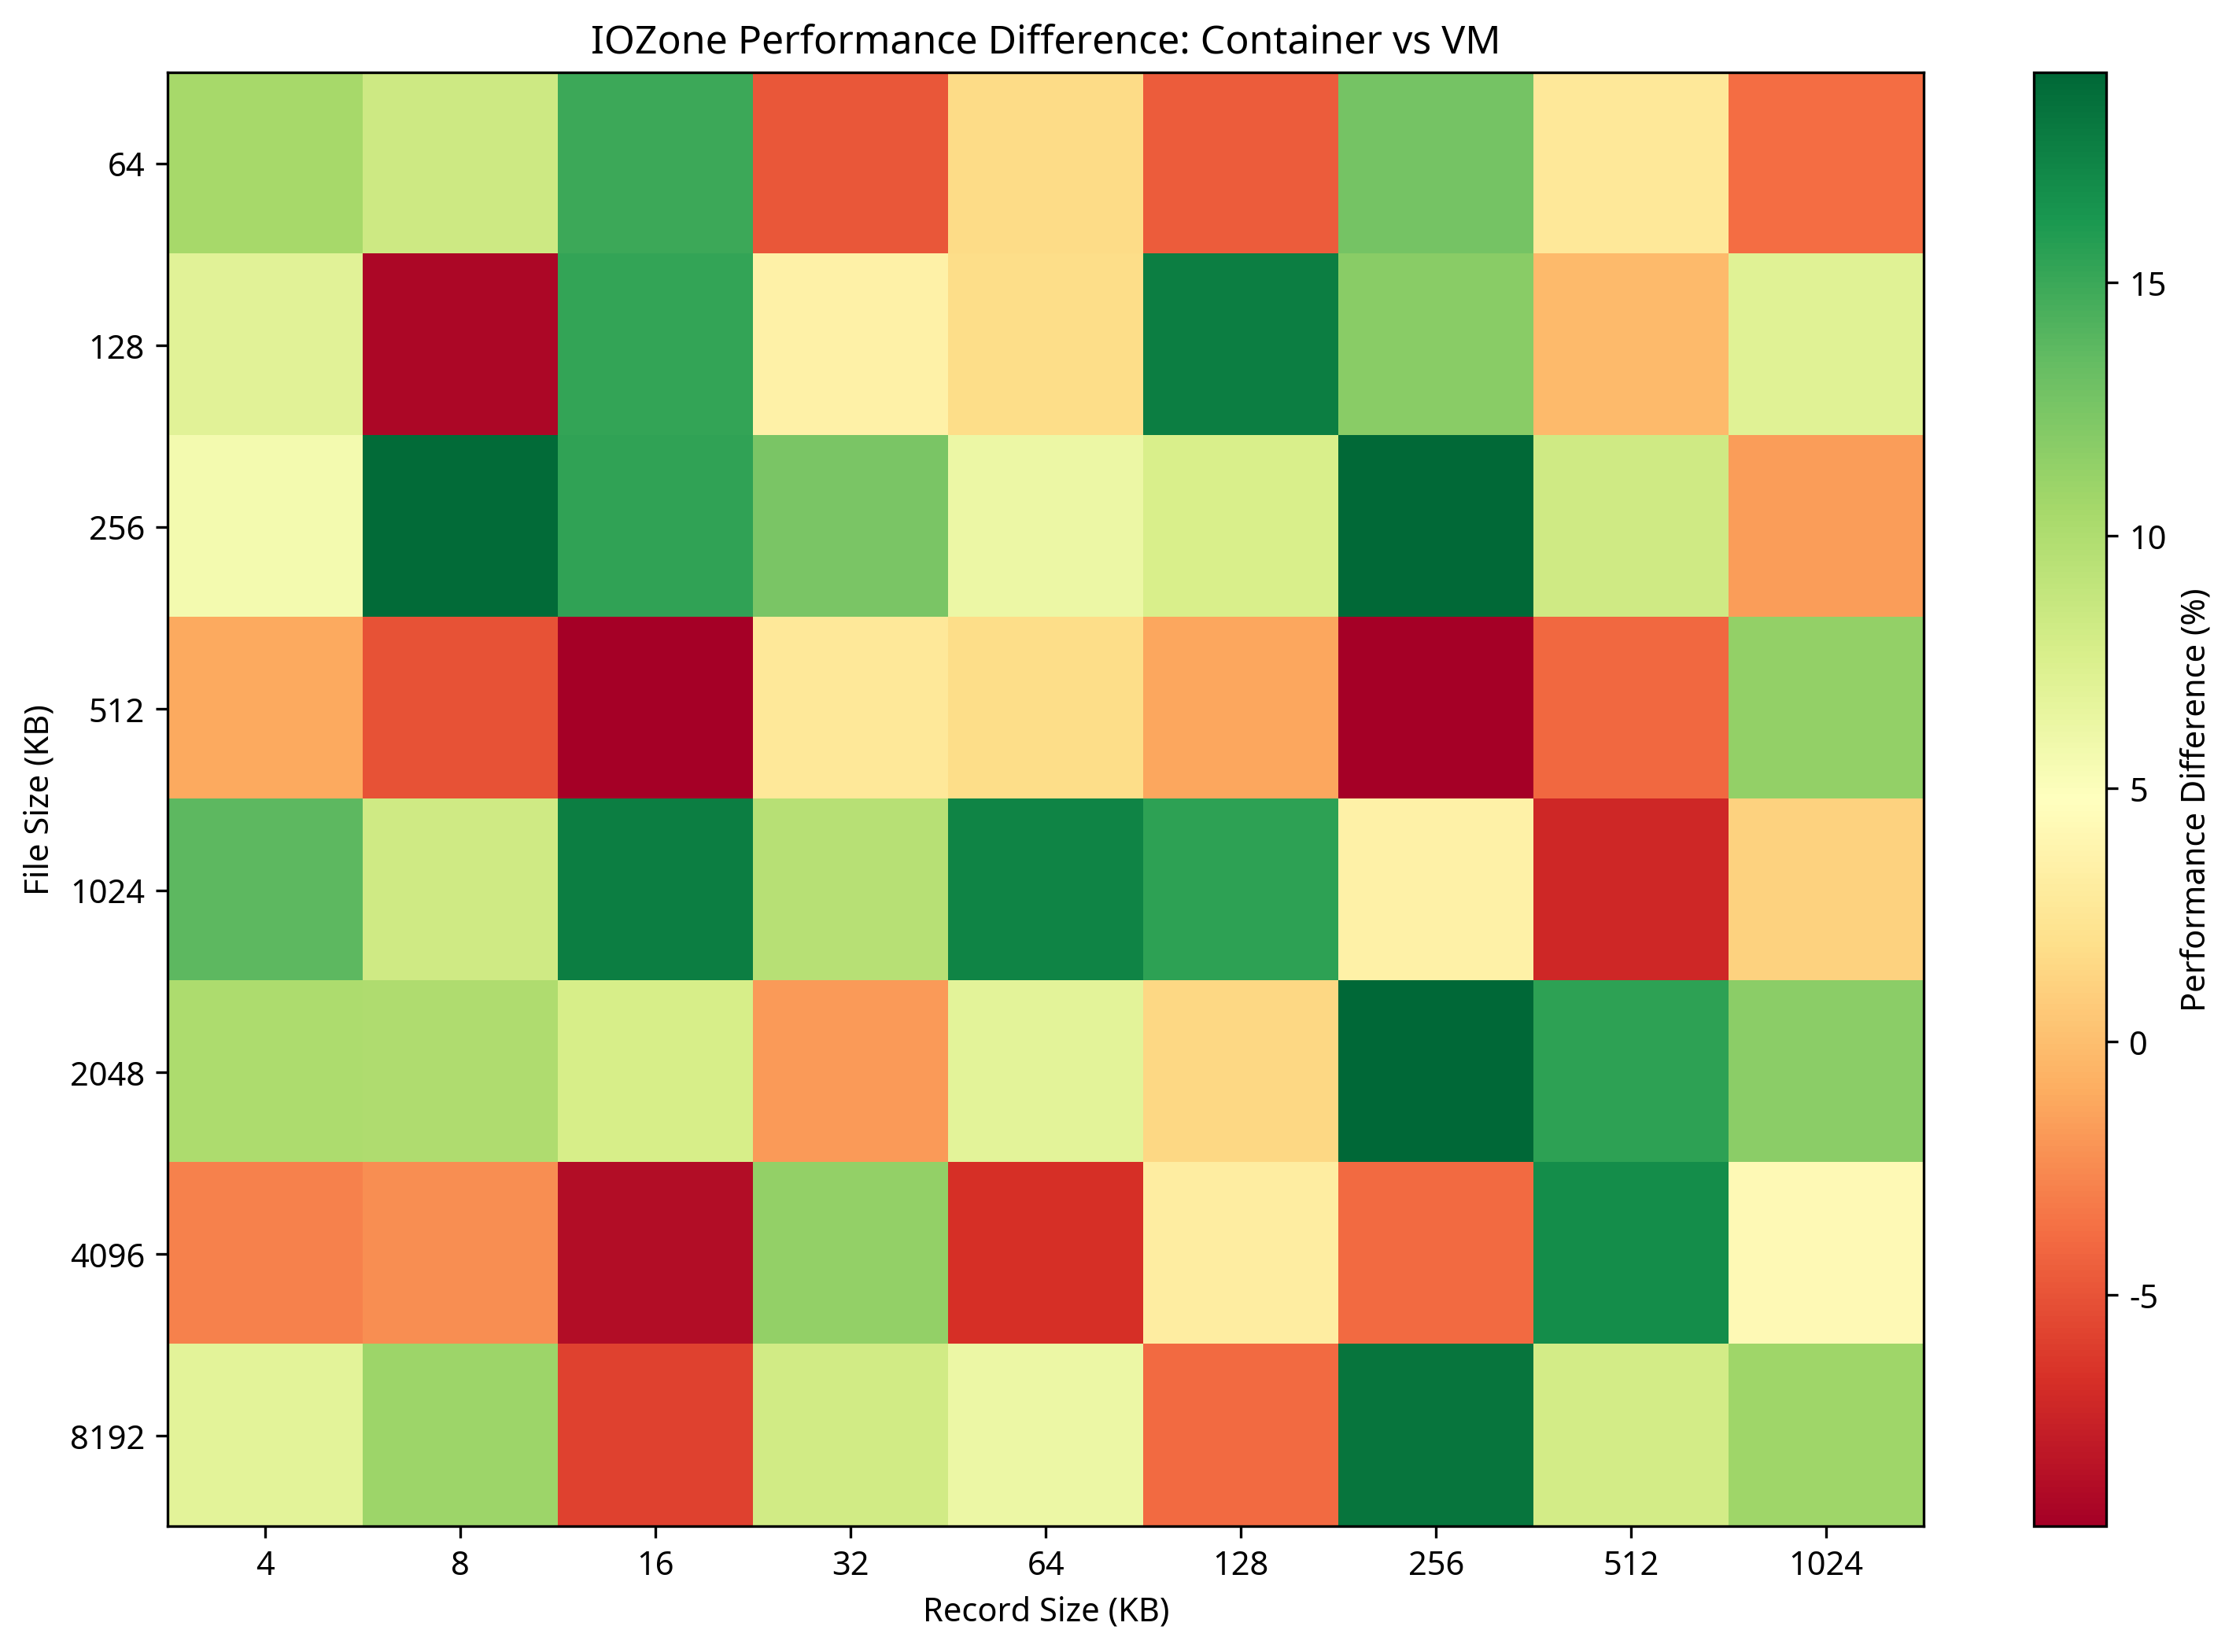 IOZone Performance Difference: Container vs VM
File Size (KB)
64
128
256
512
1024
2048
4096
8192
4 8 16 32 64 128 256 512 1024
Record Size (KB)
15
10
5
0
-5
Performance Difference (%)